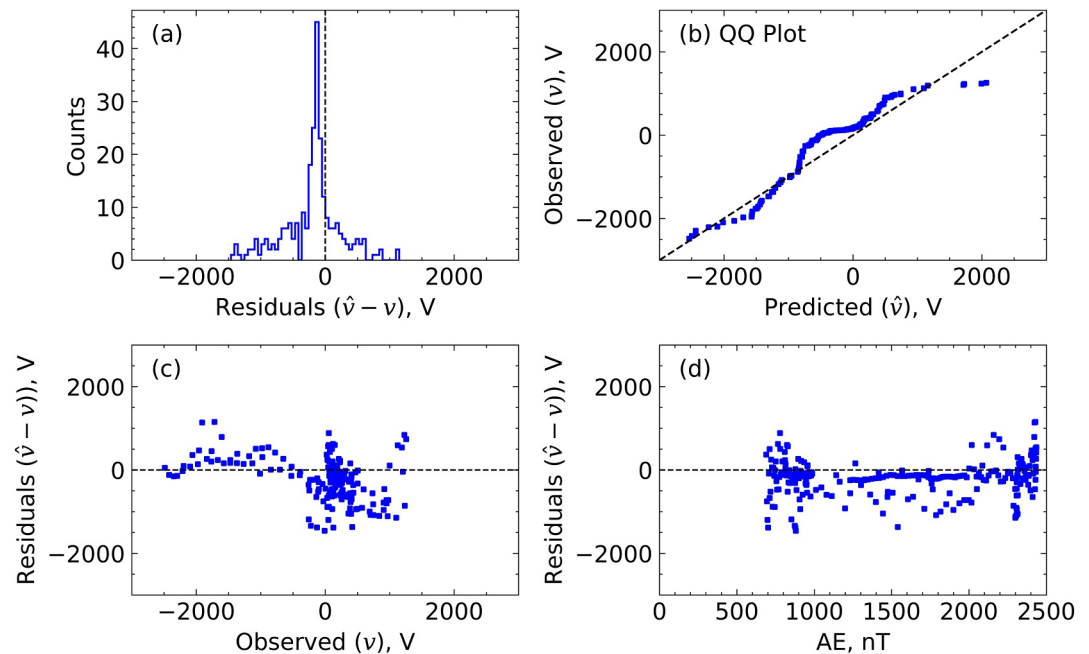 (a)
Counts
40
30
20
10
0
−2000 0 2000
Residuals (ν̂ − ν), V
(b) QQ Plot
Observed (ν), V
2000
0
−2000
−2000 0 2000
Predicted (ν̂), V
(c)
Residuals (ν̂ − ν)), V
2000
0
−2000
−2000 0 2000
Observed (ν), V
(d)
Residuals (ν̂ − ν)), V
2000
0
−2000
0 500 1000 1500 2000 2500
AE, nT